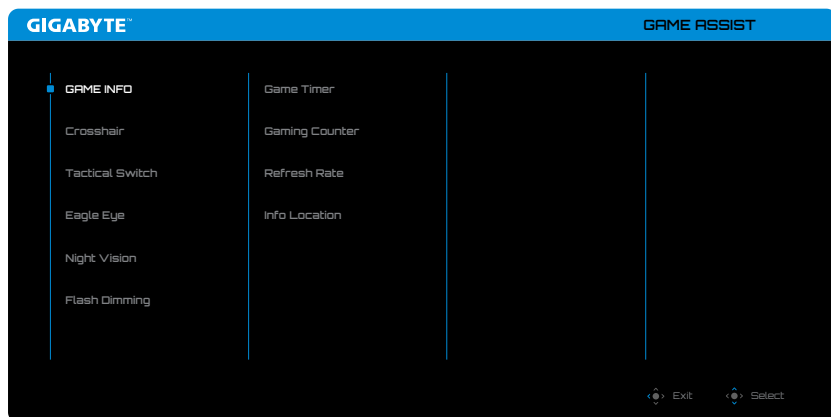 GIGABYTE™
GAME ASSIST
GAME INFO
Crosshair
Tactical Switch
Eagle Eye
Night Vision
Flash Dimming
Game Timer
Gaming Counter
Refresh Rate
Info Location
Exit
Select